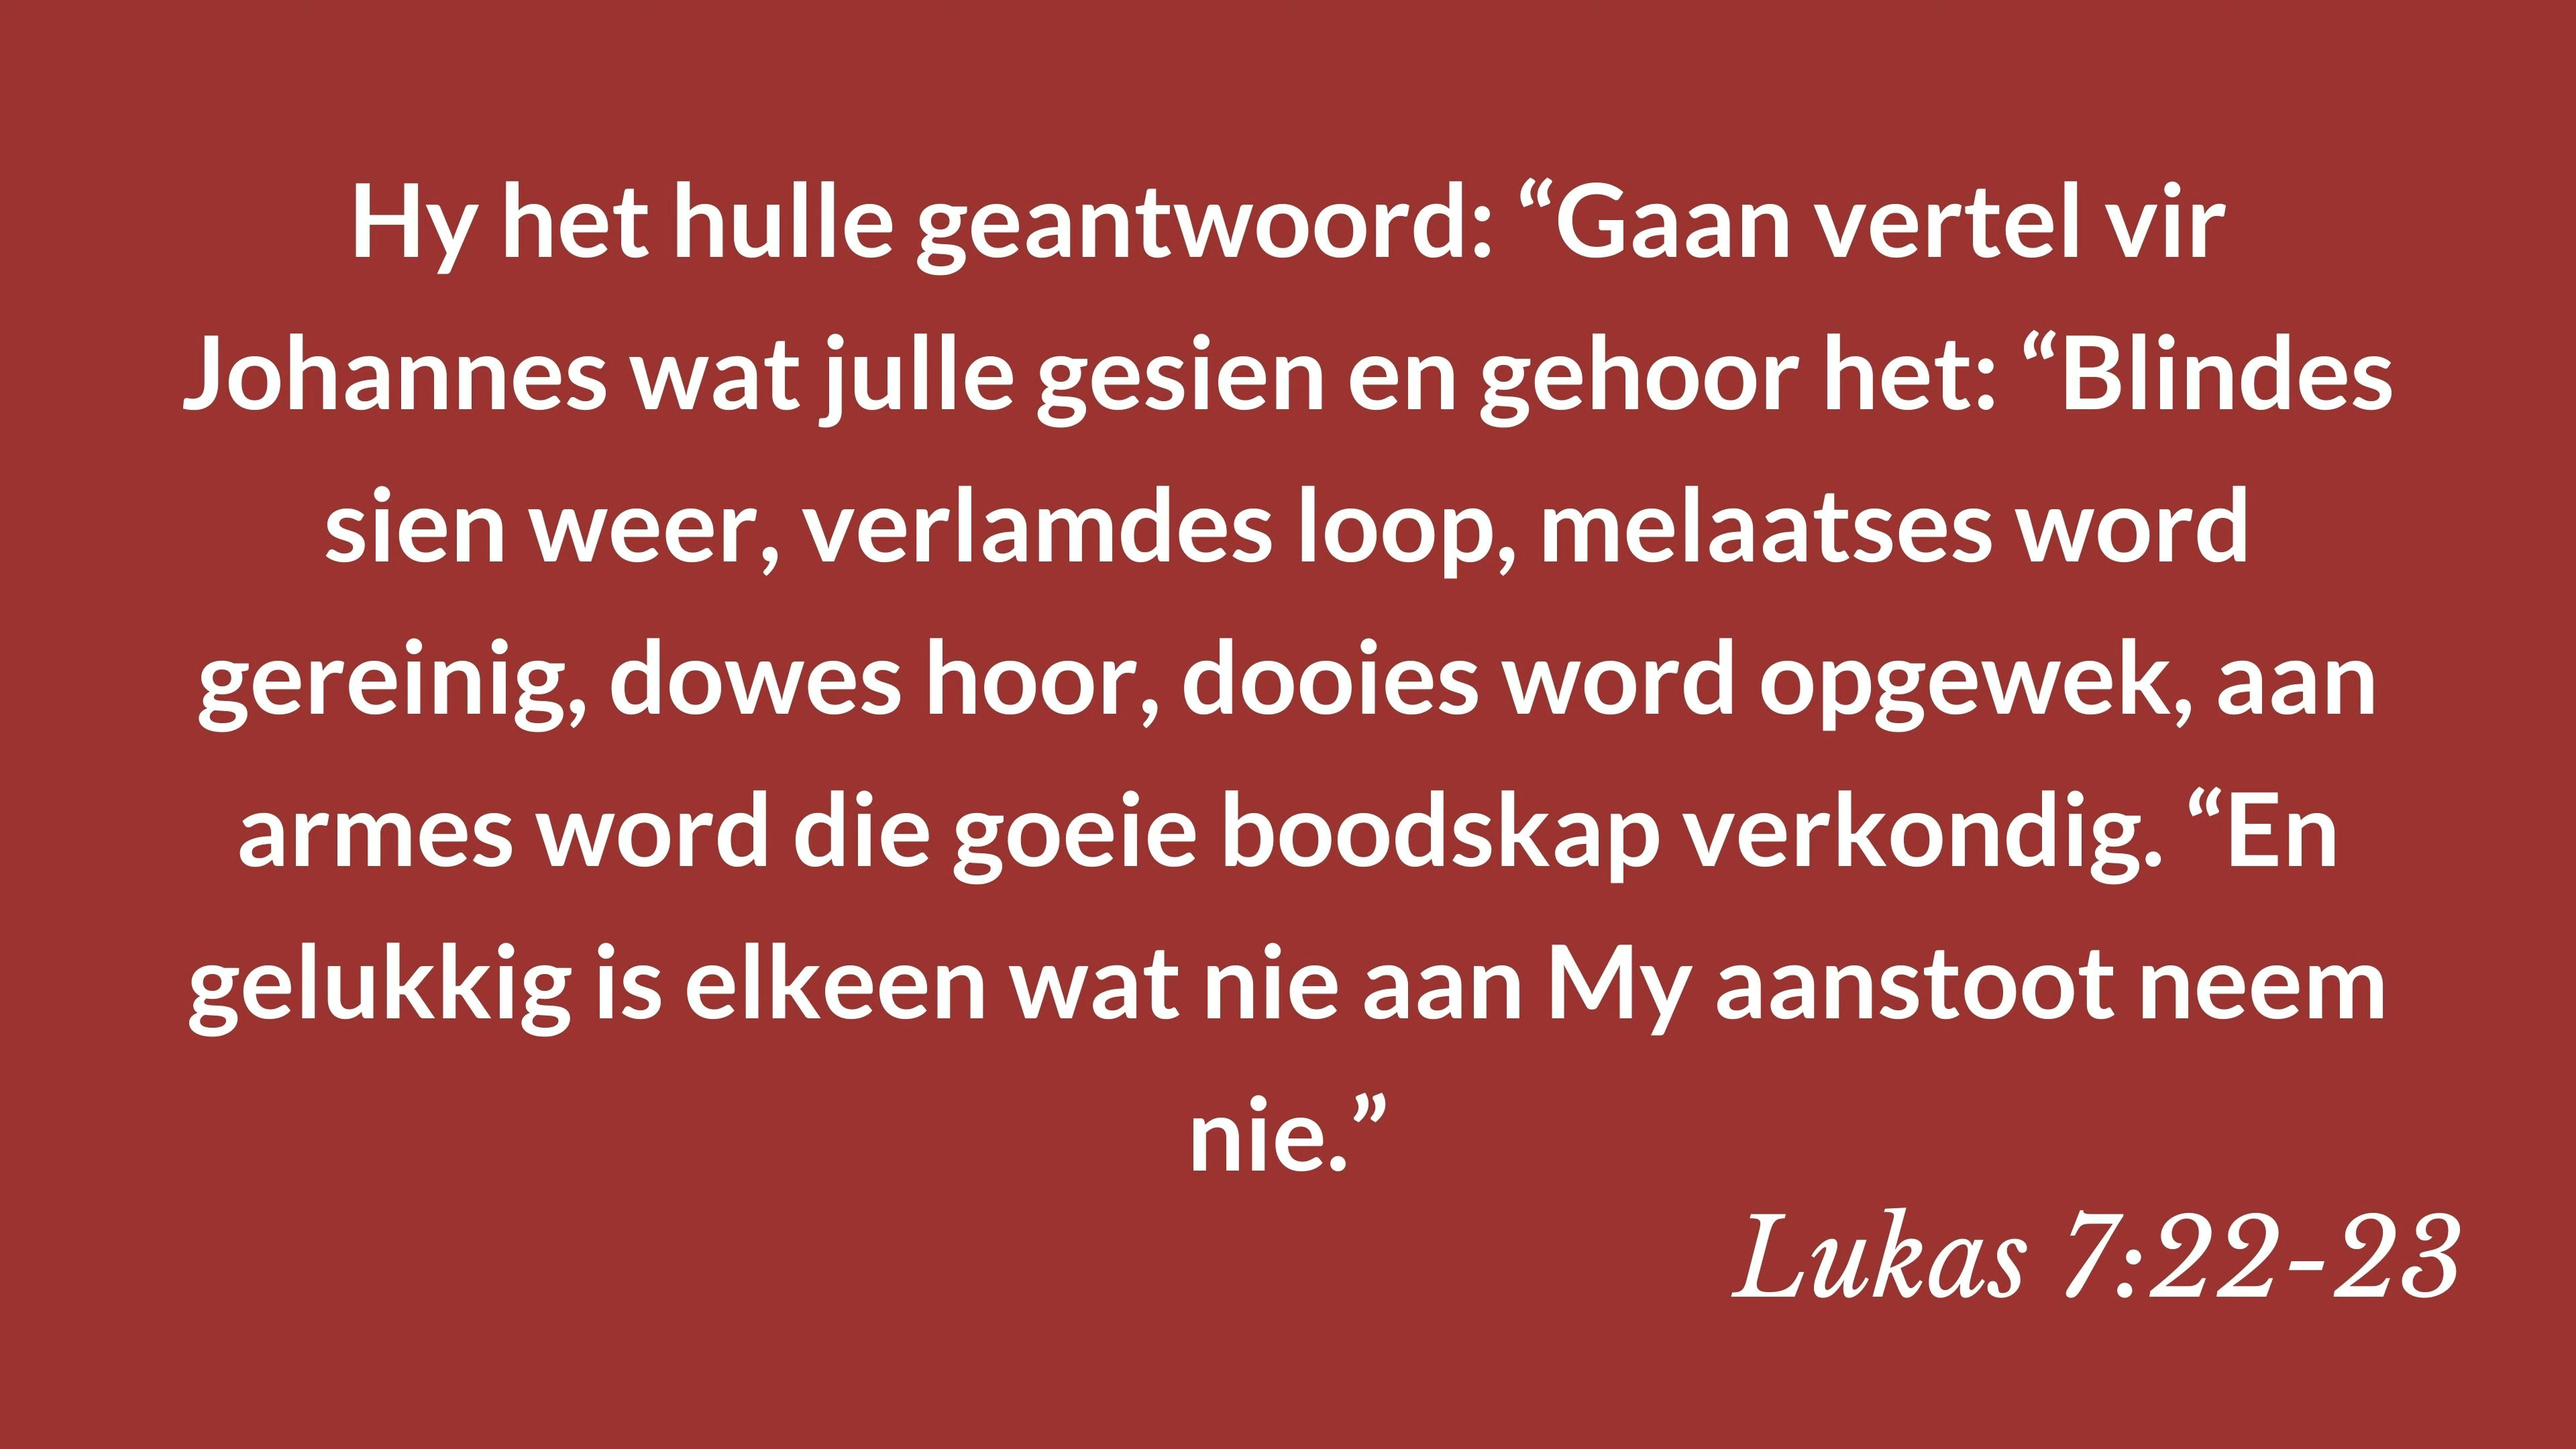 Hy het hulle geantwoord: “Gaan vertel vir
Johannes wat julle gesien en gehoor het: “Blindes
sien weer, verlamdes loop, melaatses word
gereinig, dowes hoor, dooies word opgewek, aan
armes word die goeie boodskap verkondig. “En
gelukkig is elkeen wat nie aan My aanstoot neem
nie.”
Lukas 7:22-23